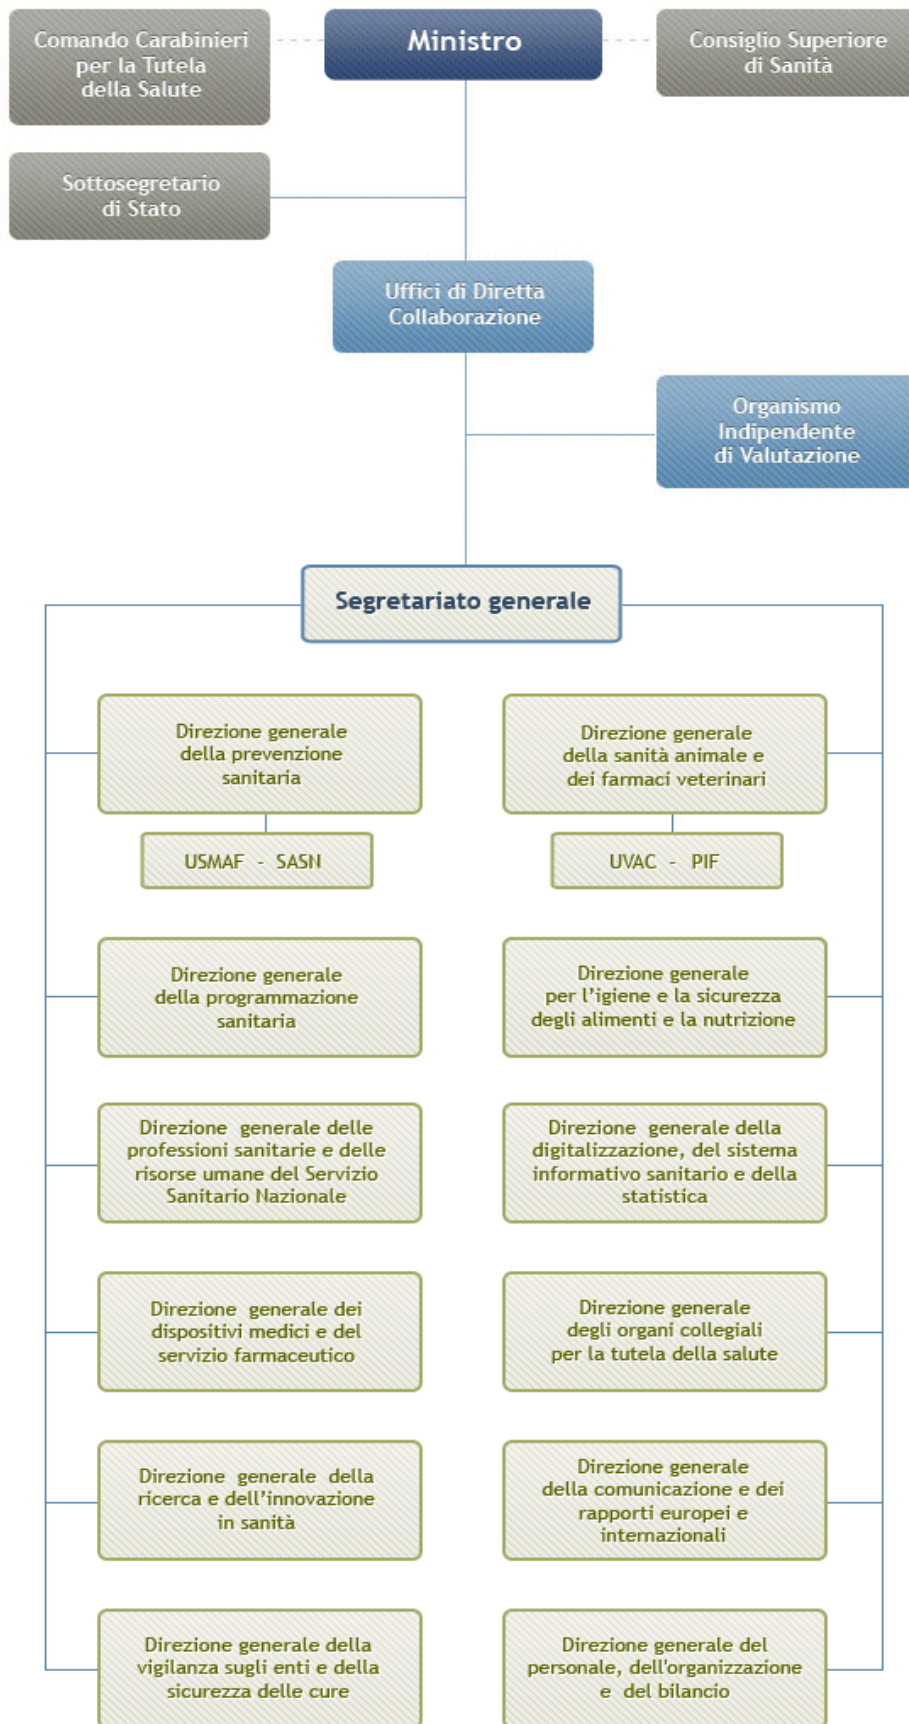 Comando Carabinieri
per la Tutela
della Salute
Ministro
Consiglio Superiore
di Sanità
Sottosegretario
di Stato
Uffici di Diretta
Collaborazione
Organismo
Indipendente
di Valutazione
Segretariato generale
Direzione generale
della prevenzione
sanitaria
Direzione generale
della sanità animale e
dei farmaci veterinari
USMAF - SASN
UVAC - PIF
Direzione generale
della programmazione
sanitaria
Direzione generale
per l'igiene e la sicurezza
degli alimenti e la nutrizione
Direzione generale delle
professioni sanitarie e delle
risorse umane del Servizio
Sanitario Nazionale
Direzione generale della
digitalizzazione, del sistema
informativo sanitario e della
statistica
Direzione generale dei
dispositivi medici e del
servizio farmaceutico
Direzione generale
degli organi collegiali
per la tutela della salute
Direzione generale della
ricerca e dell'innovazione
in sanità
Direzione generale
della comunicazione e dei
rapporti europei e
internazionali
Direzione generale della
vigilanza sugli enti e della
sicurezza delle cure
Direzione generale del
personale, dell'organizzazione
e del bilancio